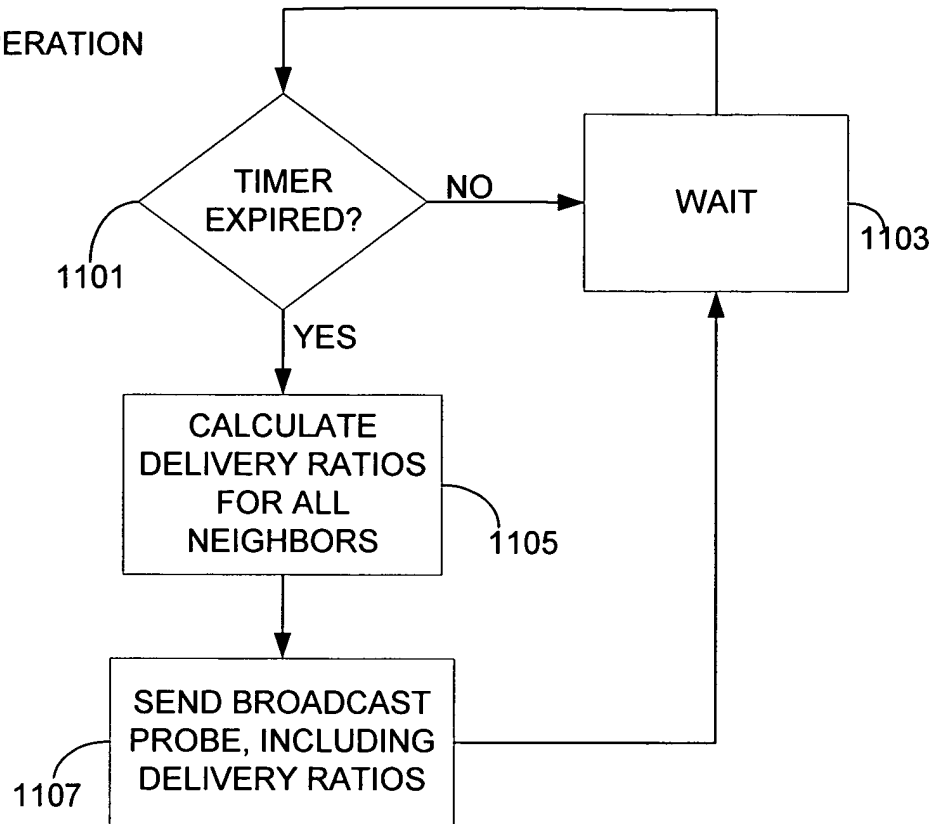 ERATION
TIMER
EXPIRED?
NO
WAIT
1101
1103
YES
CALCULATE
DELIVERY RATIOS
FOR ALL
NEIGHBORS
1105
SEND BROADCAST
PROBE, INCLUDING
DELIVERY RATIOS
1107